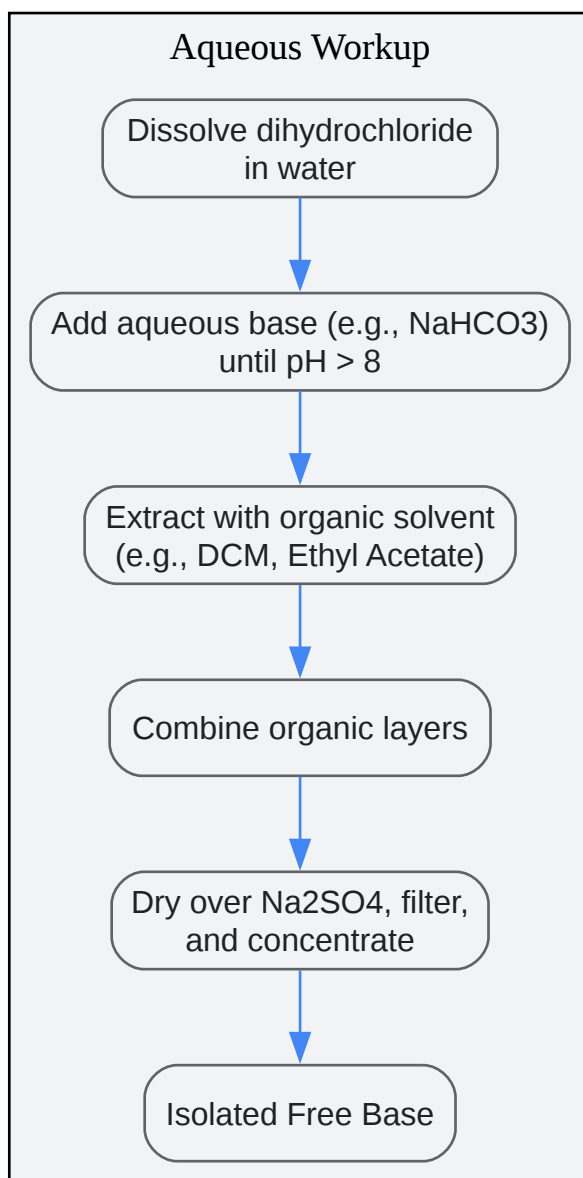 Aqueous Workup
Dissolve dihydrochloride
in water
Add aqueous base (e.g., NaHCO3)
until pH > 8
Extract with organic solvent
(e.g., DCM, Ethyl Acetate)
Combine organic layers
Dry over Na2SO4, filter,
and concentrate
Isolated Free Base